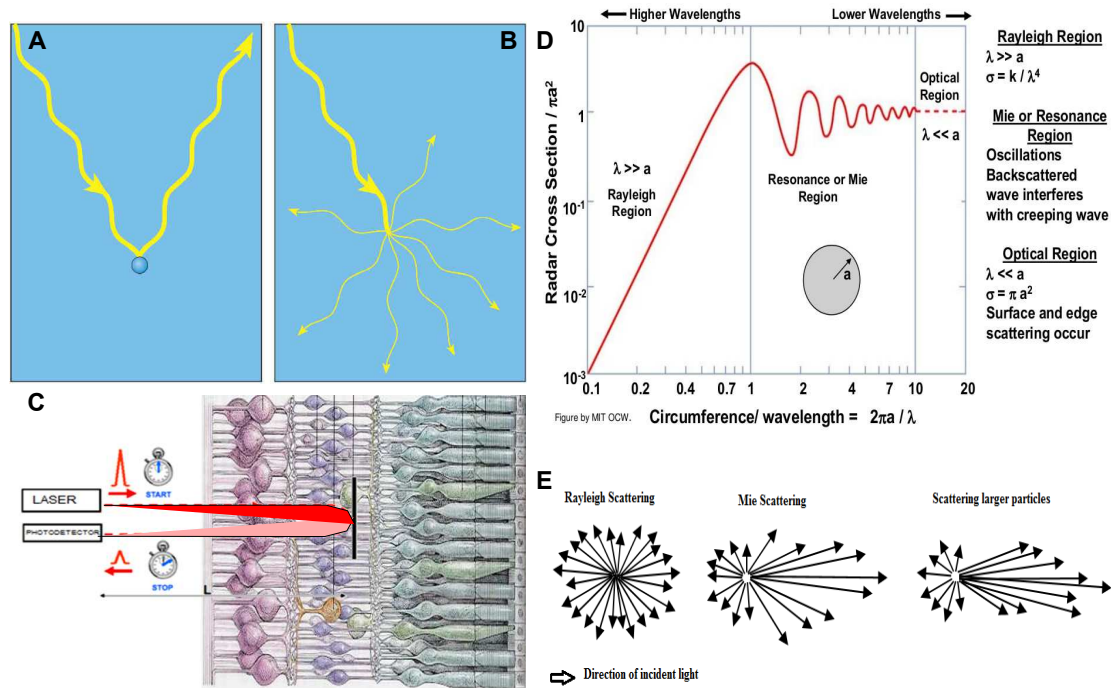 A
B
C
LASER
PHOTODETECTOR
START
STOP
L
D
Higher Wavelengths
Lower Wavelengths
Radar Cross Section / πa²
10
1
10⁻¹
10⁻²
10⁻³
λ >> a
Rayleigh
Region
Resonance or Mie
Region
Optical
Region
λ << a
a
0.1 0.2 0.4 0.7 1 2 4 7 10 20
Figure by MIT OCW.
Circumference/ wavelength = 2πa / λ
Rayleigh Region
λ >> a
σ = k / λ⁴
Mie or Resonance
Region
Oscillations
Backscattered
wave interferes
with creeping wave
Optical Region
λ << a
σ = π a²
Surface and edge
scattering occur
E
Rayleigh Scattering
Mie Scattering
Scattering larger particles
Direction of incident light